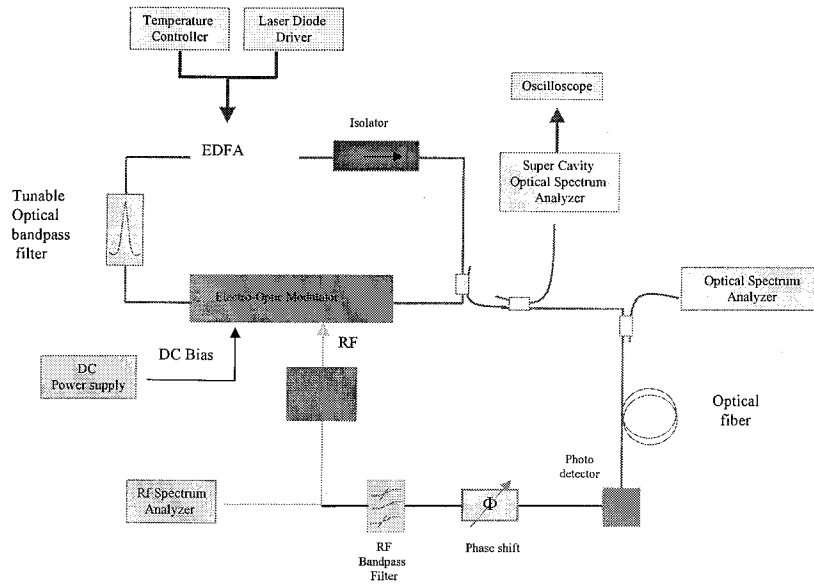 Temperature
Controller
Laser Diode
Driver
Oscilloscope
Isolator
EDFA
Super Cavity
Optical Spectrum
Analyzer
Tunable
Optical
bandpass
filter
Electro-Optic Modulator
Optical Spectrum
Analyzer
RF
DC Bias
DC
Power supply
Optical
fiber
Photo
detector
Rf Spectrum
Analyzer
Φ
RF
Bandpass
Filter
Phase shift